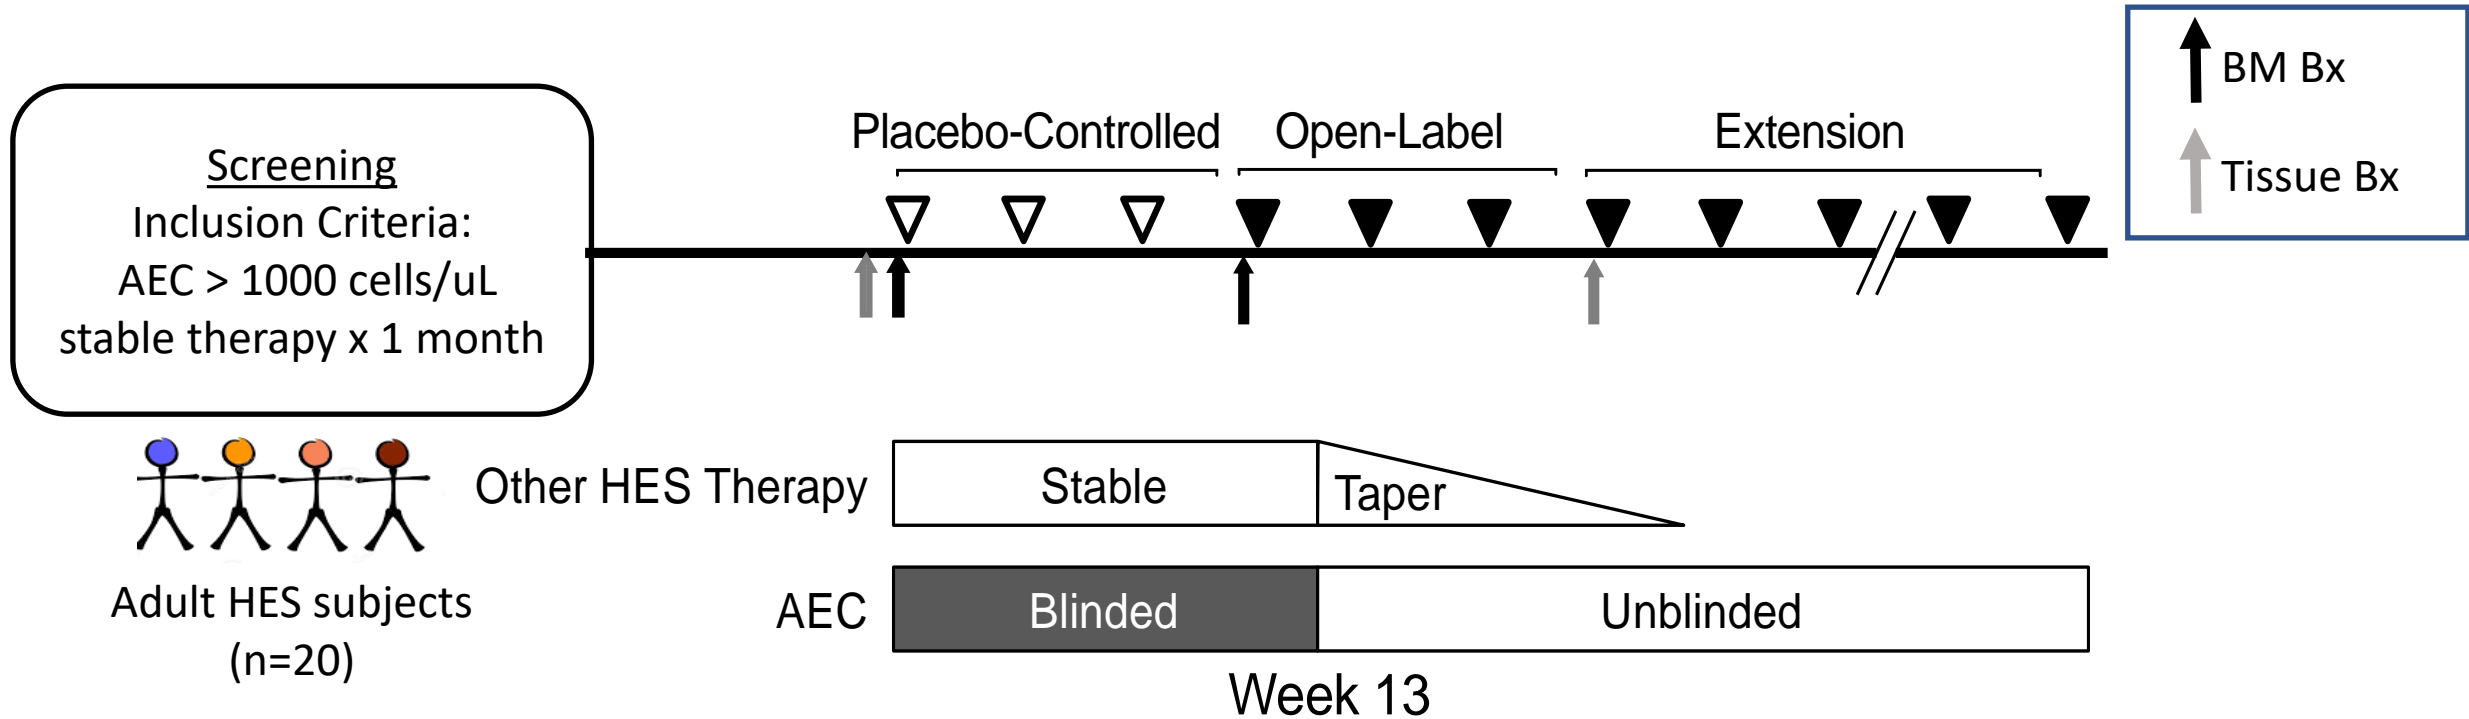 Screening
Inclusion Criteria:
AEC > 1000 cells/uL
stable therapy x 1 month
Adult HES subjects
(n=20)
Placebo-Controlled
Open-Label
Extension
BM Bx
Tissue Bx
Other HES Therapy
Stable
Taper
AEC
Blinded
Unblinded
Week 13